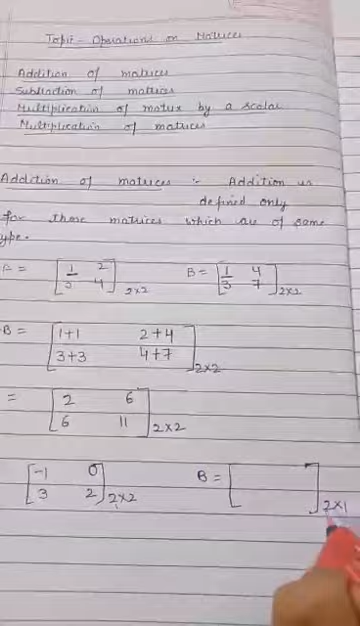 Topic - Operations on Matrices
Addition of matrices
Subtraction of matrices
Multiplication of matrix by a scalar
Multiplication of matrices
Addition of matrices :- Addition is
defined only
for those matrices which are of same
type.
= [1 2 B = [1 4
3 4] 2×2 3 7] 2×2
B = [1+1 2+4
3+3 4+7] 2×2
= [2 6
6 11] 2×2
[-1 0 B = [ ] 2×1
3 2] 2×2